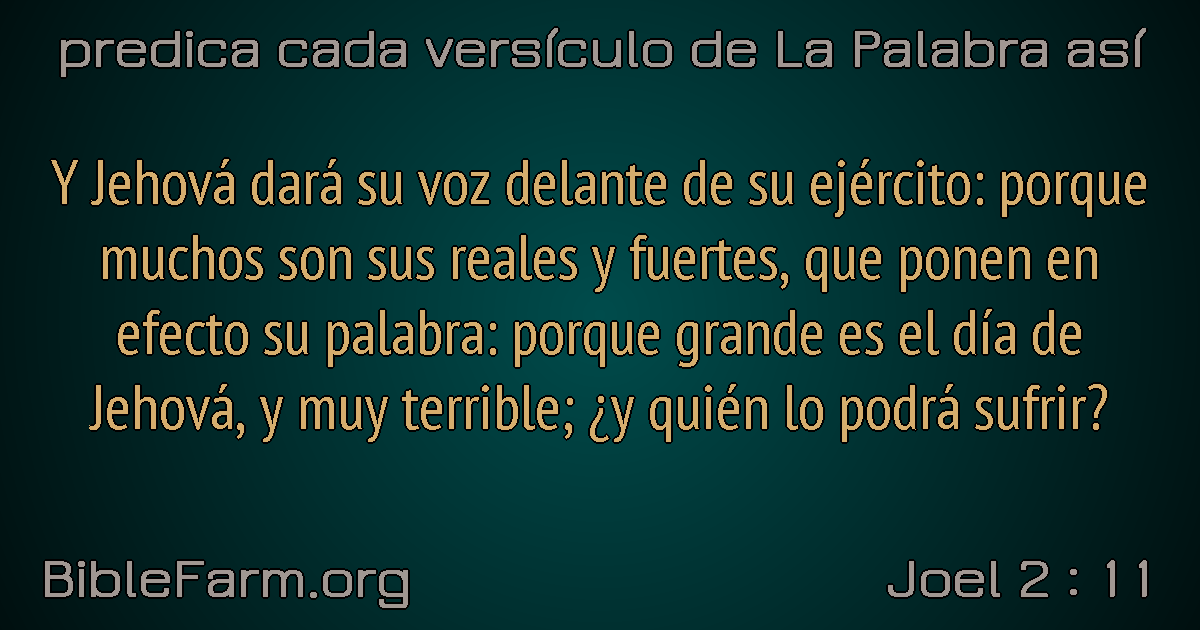 predica cada versículo de La Palabra así
Y Jehová dará su voz delante de su ejército: porque
muchos son sus reales y fuertes, que ponen en
efecto su palabra: porque grande es el día de
Jehová, y muy terrible; ¿y quién lo podrá sufrir?
BibleFarm.org
Joel 2 : 11